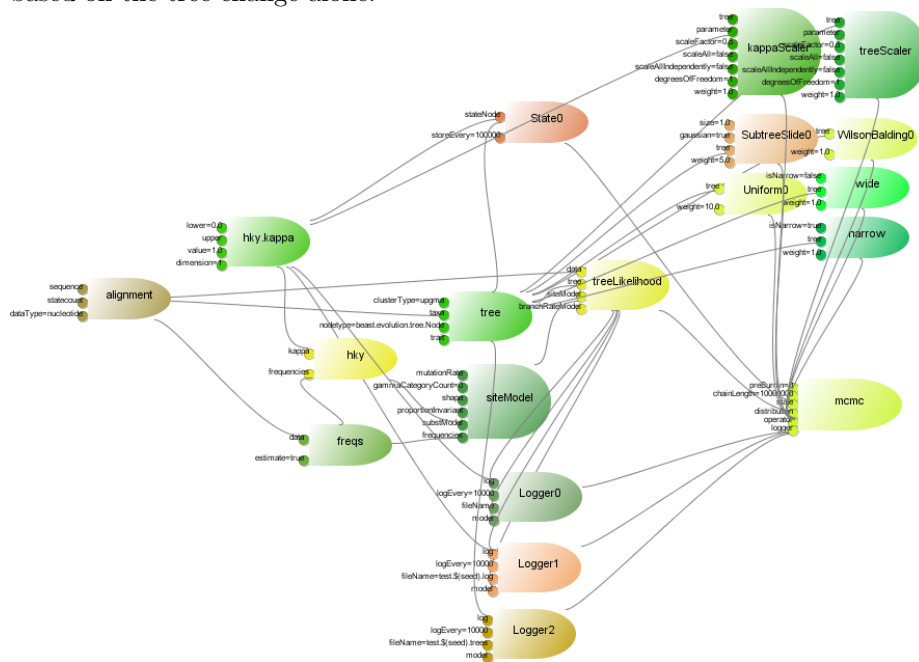 based on the tree change alone.
tree
parameter
scaleFactor=0.5
scaleAll=false
scaleAllIndependently=false
degreesOfFreedom=1
weight=1.0
kappaScaler
tree
parameter
scaleFactor=0.5
scaleAll=false
scaleAllIndependently=false
degreesOfFreedom=1
weight=1.0
treeScaler
stateNode
storeEvery=100000
State0
size=1.0
gaussian=true
tree
weight=5.0
SubtreeSlide0
tree
weight=1.0
WilsonBalding0
tree
weight=10.0
Uniform0
isNarrow=false
tree
weight=1.0
wide
isNarrow=true
tree
weight=1.0
narrow
lower=0.0
upper
value=1.0
dimension=1
hky.kappa
sequence
statecount
dataType=nucleotide
alignment
data
tree
siteModel
branchRateModel
treeLikelihood
clusterType=upgma
taxa
nodetype=beast.evolution.tree.Node
trait
tree
kappa
frequencies
hky
mutationRate
gammaCategoryCount=0
shape
proportionInvariant
substModel
frequencies
siteModel
data
estimate=true
freqs
chainLength=10000000
state
distribution
operator
logger
mcmc
log
logEvery=10000
fileName
model
Logger0
log
logEvery=10000
fileName=test.$(seed).log
model
Logger1
log
logEvery=10000
fileName=test.$(seed).trees
model
Logger2